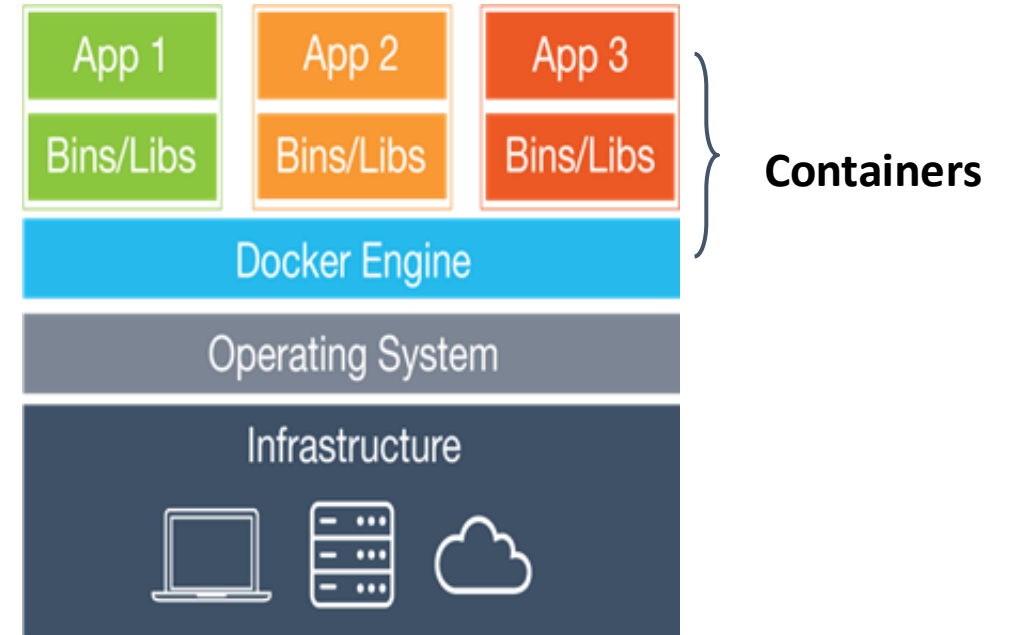 App 1
App 2
App 3
Bins/Libs
Bins/Libs
Bins/Libs
Containers
Docker Engine
Operating System
Infrastructure